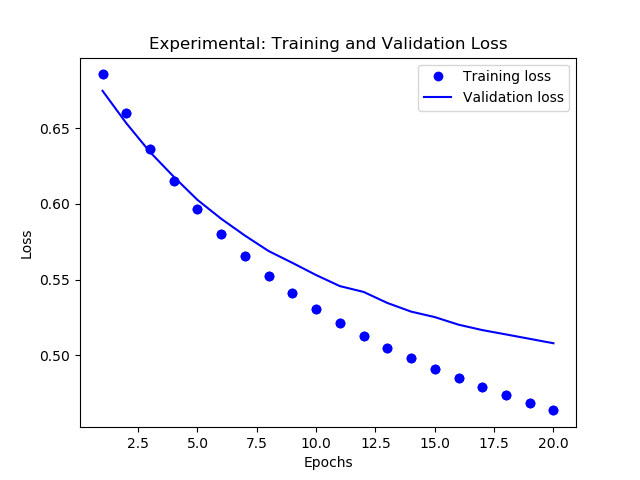 Experimental: Training and Validation Loss
Training loss
Validation loss
Loss
0.65
0.60
0.55
0.50
2.5 5.0 7.5 10.0 12.5 15.0 17.5 20.0
Epochs